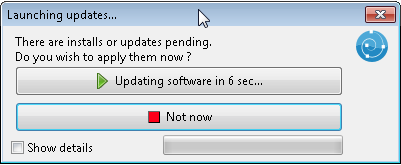 Launching updates...
There are installs or updates pending.
Do you wish to apply them now ?
Updating software in 6 sec...
Not now
Show details